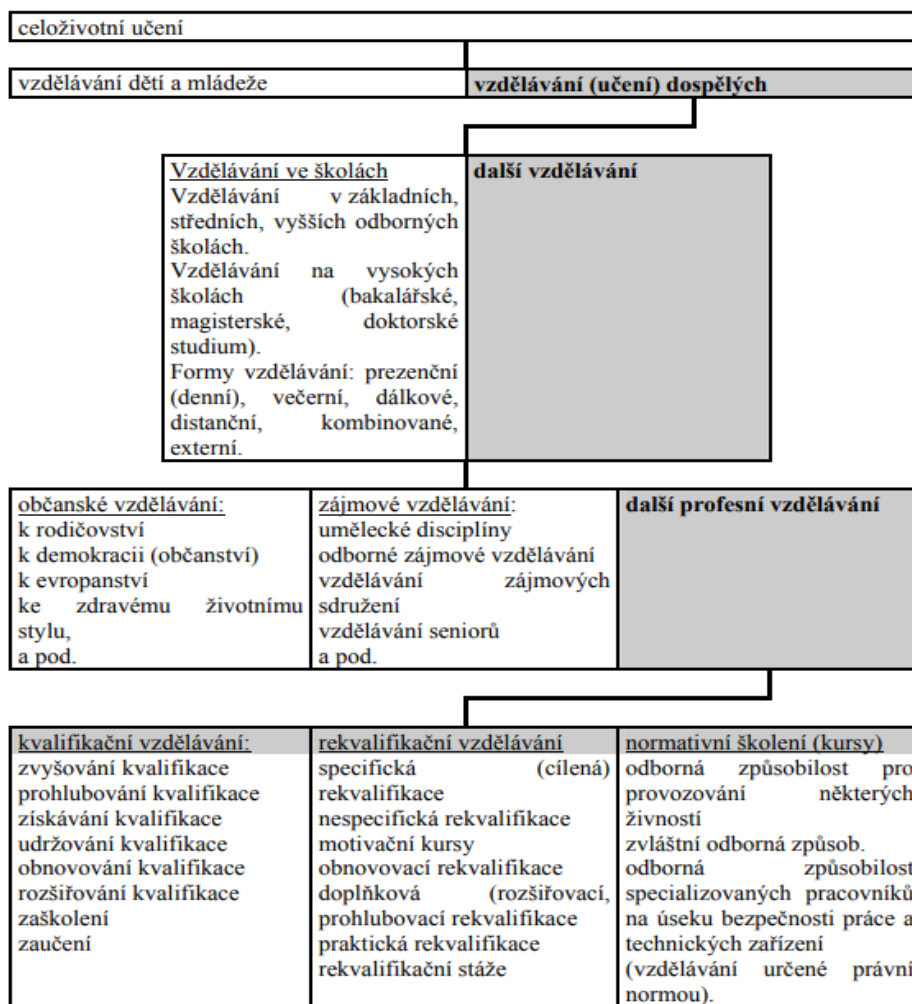 celoživotní učení
vzdělávání dětí a mládeže
vzdělávání (učení) dospělých
Vzdělávání ve školách
Vzdělávání v základních,
středních, vyšších odborných
školách.
Vzdělávání na vysokých
školách (bakalářské,
magisterské, doktorské
studium).
Formy vzdělávání: prezenční
(denní), večerní, dálkové,
distanční, kombinované,
externí.
další vzdělávání
občanské vzdělávání:
k rodičovství
k demokracii (občanství)
k evropanství
ke zdravému životnímu
stylu,
a pod.
zájmové vzdělávání:
umělecké disciplíny
odborné zájmové vzdělávání
vzdělávání zájmových
sdružení
vzdělávání seniorů
a pod.
další profesní vzdělávání
kvalifikační vzdělávání:
zvyšování kvalifikace
prohlubování kvalifikace
získávání kvalifikace
udržování kvalifikace
obnovování kvalifikace
rozšiřování kvalifikace
zaškolení
zaučení
rekvalifikační vzdělávání
specifická (cílená)
rekvalifikace
nespecifická rekvalifikace
motivační kursy
obnovovací rekvalifikace
doplňková (rozšiřovací,
prohlubovací rekvalifikace
praktická rekvalifikace
rekvalifikační stáže
normativní školení (kursy)
odborná způsobilost pro
provozování některých
živností
zvláštní odborná způsob.
odborná způsobilost
specializovaných pracovníků
na úseku bezpečnosti práce a
technických zařízení
(vzdělávání určené právní
normou).